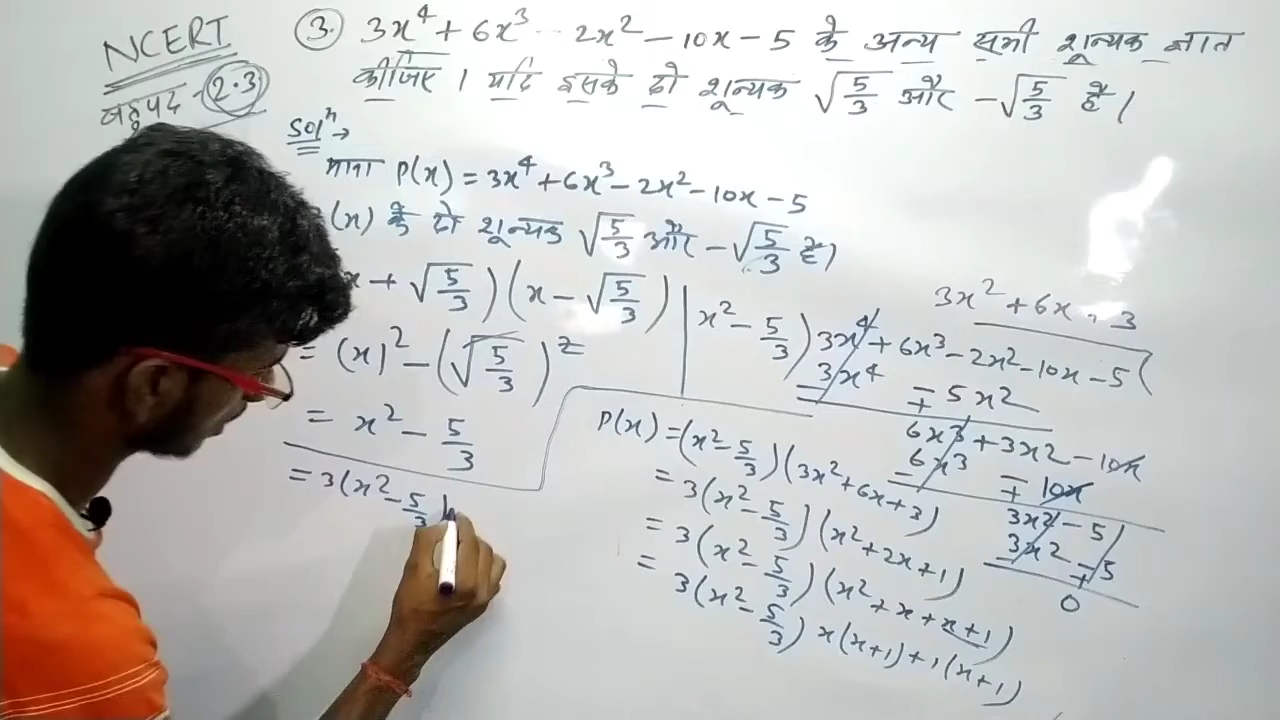 NCERT
बहुपद - 2.3
3. 3x⁴ + 6x³ - 2x² - 10x - 5 के अन्य सभी शून्यक ज्ञात
कीजिए । यदि इसके दो शून्यक √5/3 और -√5/3 है।
Solⁿ →
माना P(x) = 3x⁴ + 6x³ - 2x² - 10x - 5
(x) के दो शून्यक √5/3 और -√5/3 है।
x + √5/3)(x - √5/3)
= (x)² - (√5/3)²
= x² - 5/3
3x² + 6x + 3
x² - 5/3) 3x⁴ + 6x³ - 2x² - 10x - 5 (
3x⁴ - 5x²
- +
6x³ + 3x² - 10x
6x³ - 10x
- +
3x² - 5
3x² - 5
- +
0
P(x) = (x² - 5/3)(3x² + 6x + 3)
= 3(x² - 5/3)(x² + 2x + 1)
= 3(x² - 5/3)(x² + x + x + 1)
= 3(x² - 5/3) x(x + 1) + 1(x + 1)
= 3(x² - 5/3)